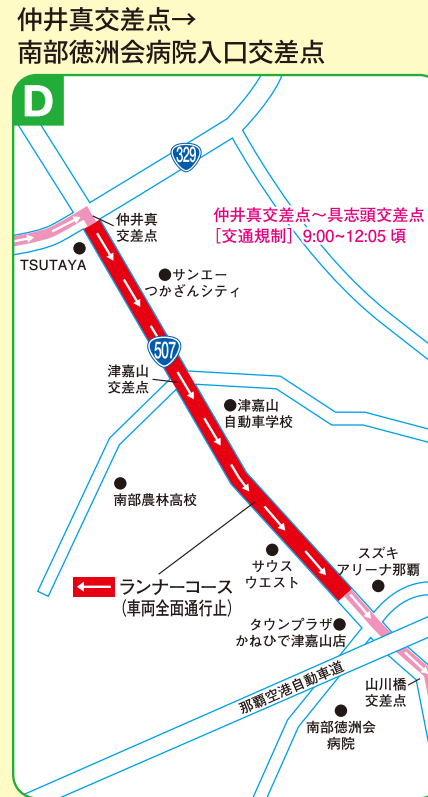 仲井真交差点→
南部徳洲会病院入口交差点
D
329
仲井真
交差点
仲井真交差点~具志頭交差点
[交通規制] 9:00~12:05 頃
TSUTAYA
サンエー
つかざんシティ
507
津嘉山
交差点
津嘉山
自動車学校
南部農林高校
サウス
ウエスト
スズキ
アリーナ那覇
ランナーコース
(車両全面通行止)
タウンプラザ
かねひで津嘉山店
那覇空港自動車道
山川橋
交差点
南部徳洲会
病院